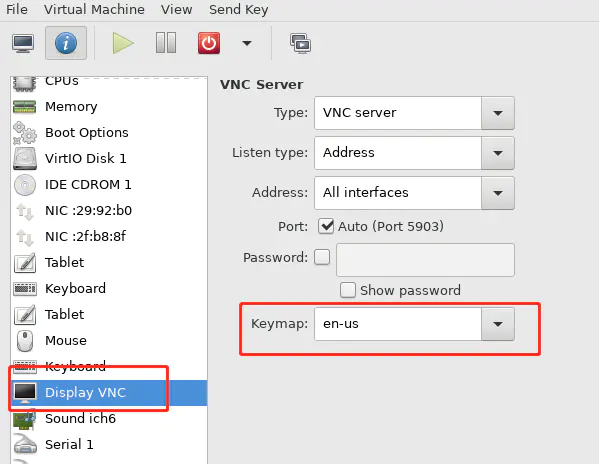 File Virtual Machine View Send Key
CPUs
Memory
Boot Options
VirtIO Disk 1
IDE CDROM 1
NIC :29:92:b0
NIC :2f:b8:8f
Tablet
Keyboard
Tablet
Mouse
Keyboard
Display VNC
Sound ich6
Serial 1
VNC Server
Type: VNC server
Listen type: Address
Address: All interfaces
Port: Auto (Port 5903)
Password:
Show password
Keymap: en-us